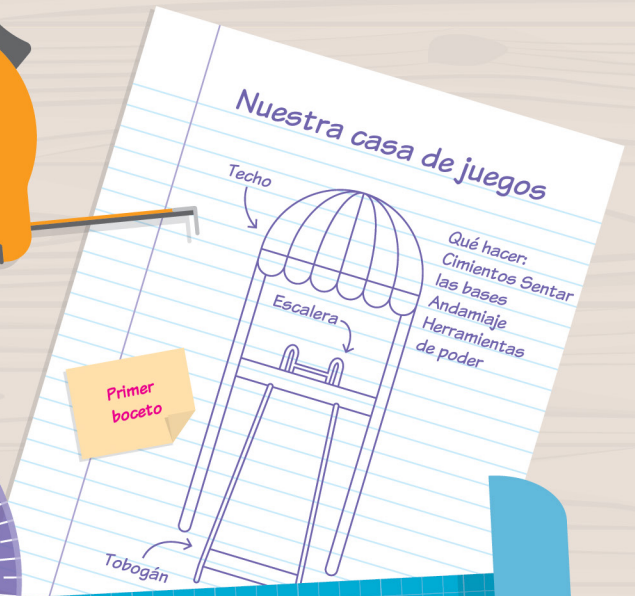 Nuestra casa de juegos
Techo
Qué hacer:
Cimientos Sentar
las bases
Andamiaje
Herramientas
de poder
Escalera
Primer
boceto
Tobogán